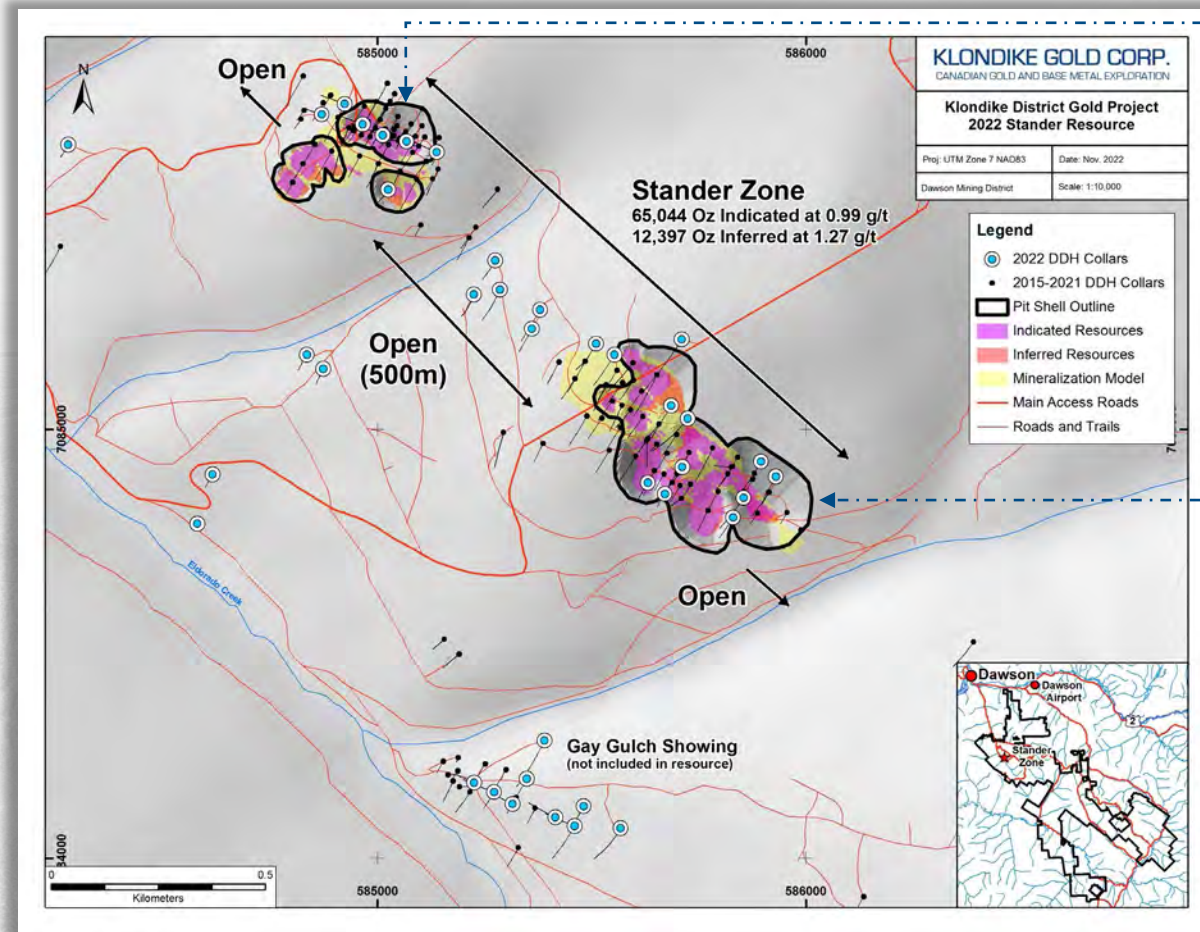 585000
586000
N
Open
KLONDIKE GOLD CORP.
CANADIAN GOLD AND BASE METAL EXPLORATION
Klondike District Gold Project
2022 Stander Resource
Proj: UTM Zone 7 NAD83
Date: Nov. 2022
Dawson Mining District
Scale: 1:10,000
Stander Zone
65,044 Oz Indicated at 0.99 g/t
12,397 Oz Inferred at 1.27 g/t
Legend
2022 DDH Collars
2015-2021 DDH Collars
Pit Shell Outline
Indicated Resources
Inferred Resources
Mineralization Model
Main Access Roads
Roads and Trails
Open
(500m)
7085000
Open
Eldorado Creek
Gay Gulch Showing
(not included in resource)
Dawson
Dawson
Airport
2
Stander
Zone
0
0.5
Kilometers
585000
586000